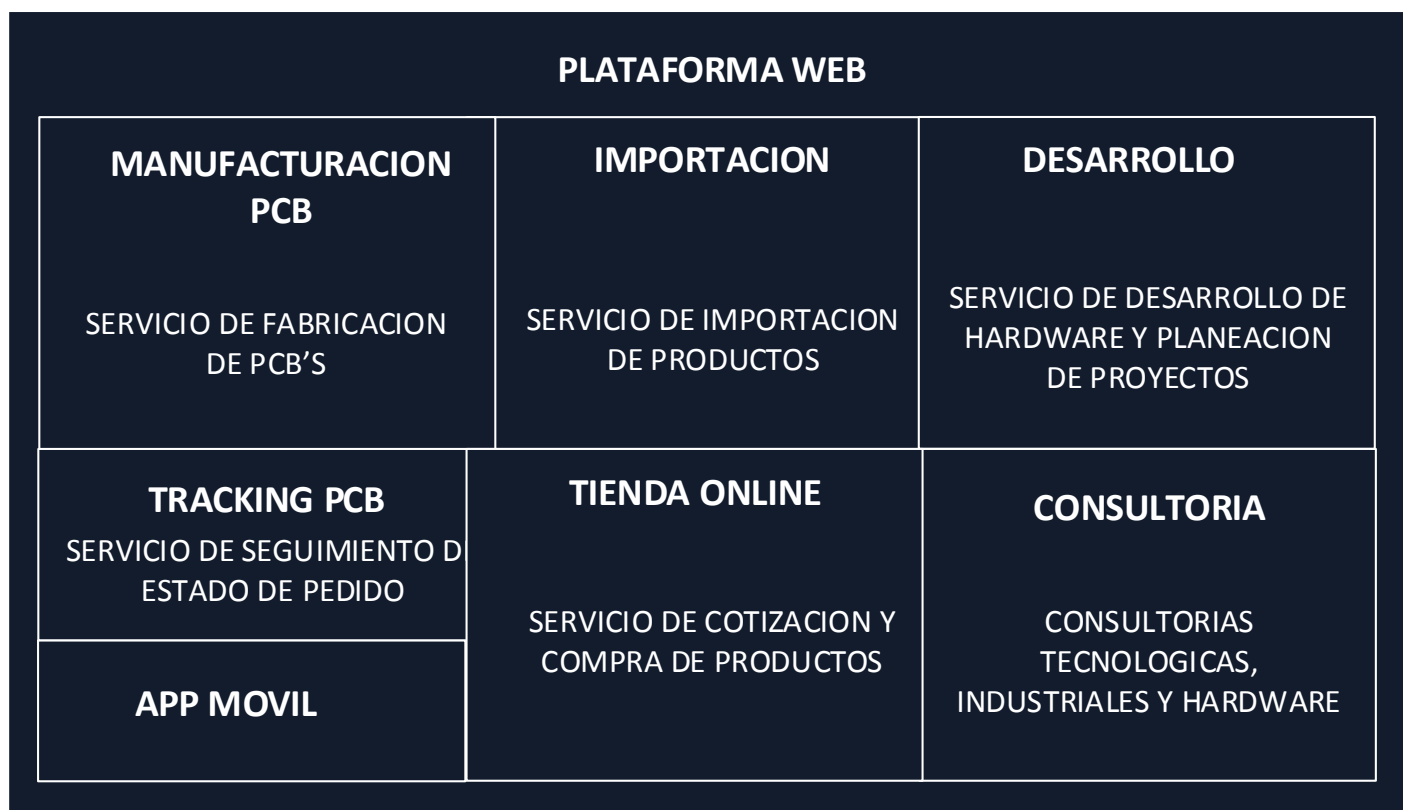 PLATAFORMA WEB
MANUFACTURACION
PCB
SERVICIO DE FABRICACION
DE PCB’S
IMPORTACION
SERVICIO DE IMPORTACION
DE PRODUCTOS
DESARROLLO
SERVICIO DE DESARROLLO DE
HARDWARE Y PLANEACION
DE PROYECTOS
TRACKING PCB
SERVICIO DE SEGUIMIENTO D
ESTADO DE PEDIDO
APP MOVIL
TIENDA ONLINE
SERVICIO DE COTIZACION Y
COMPRA DE PRODUCTOS
CONSULTORIA
CONSULTORIAS
TECNOLOGICAS,
INDUSTRIALES Y HARDWARE